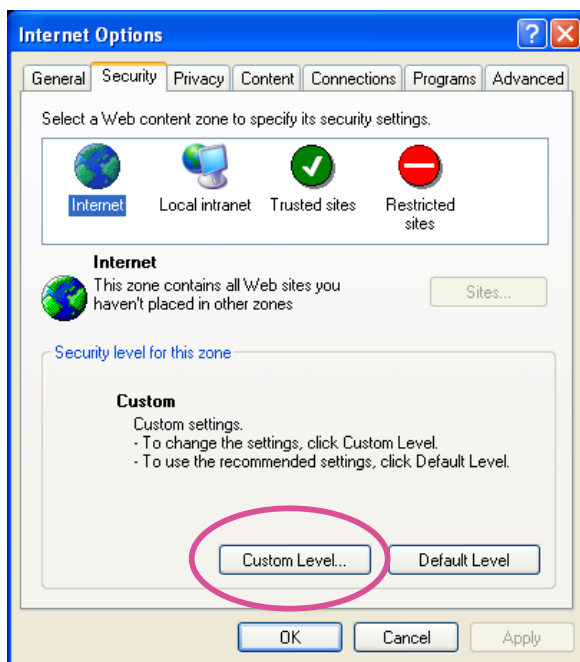 Internet Options
General Security Privacy Content Connections Programs Advanced
Select a Web content zone to specify its security settings.
Internet Local intranet Trusted sites Restricted sites
Internet
This zone contains all Web sites you
haven't placed in other zones
Sites...
Security level for this zone
Custom
Custom settings.
- To change the settings, click Custom Level.
- To use the recommended settings, click Default Level.
Custom Level... Default Level
OK Cancel Apply